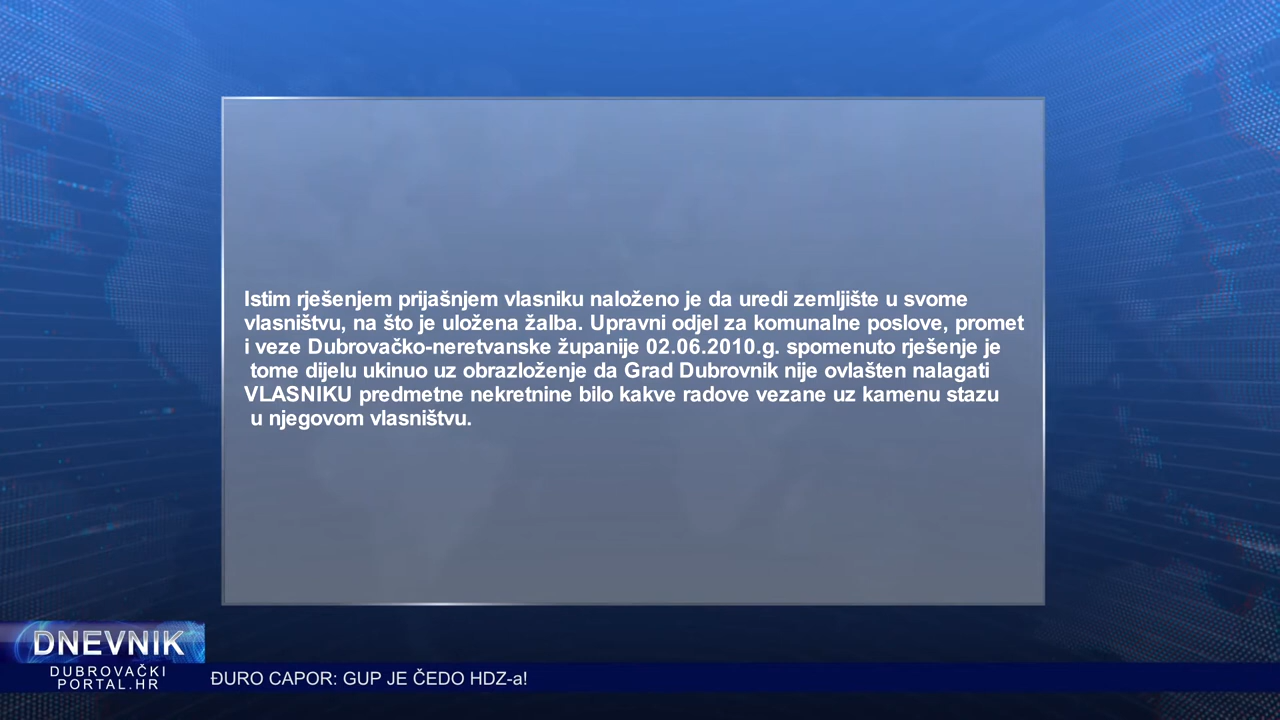 Istim rješenjem prijašnjem vlasniku naloženo je da uredi zemljište u svome
vlasništvu, na što je uložena žalba. Upravni odjel za komunalne poslove, promet
i veze Dubrovačko-neretvanske županije 02.06.2010.g. spomenuto rješenje je
tome dijelu ukinuo uz obrazloženje da Grad Dubrovnik nije ovlašten nalagati
VLASNIKU predmetne nekretnine bilo kakve radove vezane uz kamenu stazu
u njegovom vlasništvu.
DNEVNIK
DUBROVAČKI
PORTAL.HR
ĐURO CAPOR: GUP JE ČEDO HDZ-a!